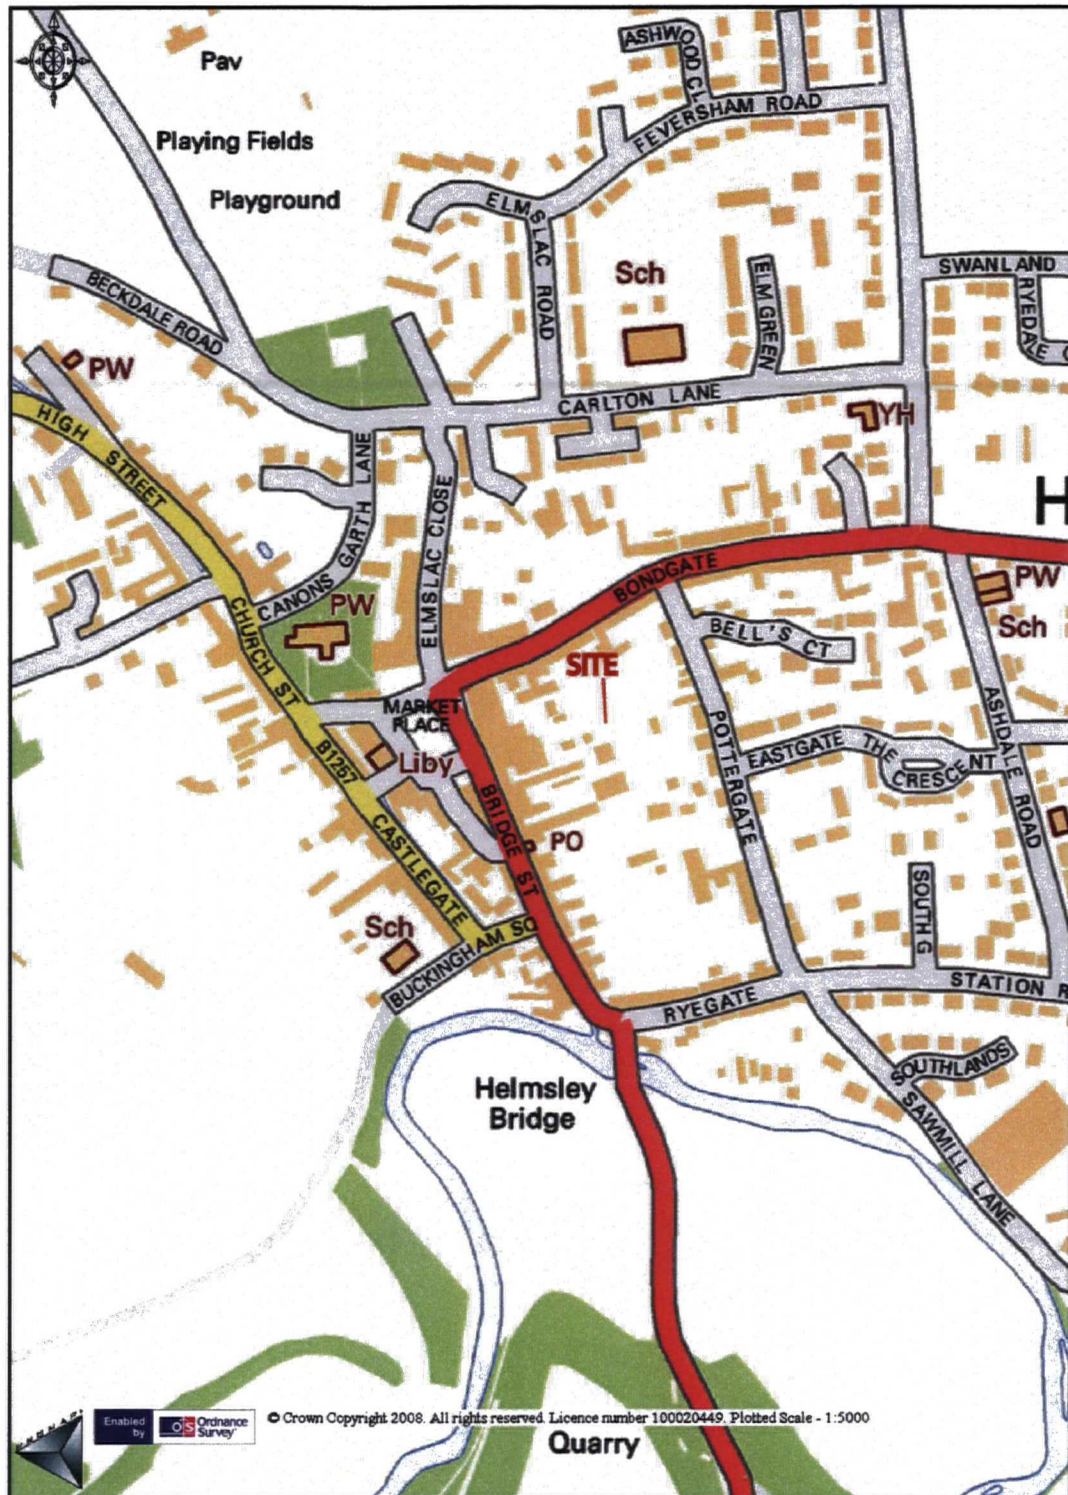 Pav
ASHWOOD CL
FEVERSHAM ROAD
Playing Fields
Playground
ELMSLAC ROAD
Sch
ELM GREEN
SWANLAND
RYEDALE
BECKDALE ROAD
PW
CARLTON LANE
YH
HIGH STREET
CANONS GARTH LANE
ELMSLAC CLOSE
H
BONDGATE
PW
PW
Sch
CHURCH ST
BELL'S CT
SITE
MARKET
PLACE
B1257
Liby
POTTERGATE
EASTGATE
THE
CRESCENT
ASHDALE ROAD
BRIDGE ST
PO
CASTLEGATE
SOUTH G
Sch
BUCKINGHAM SQ
RYEGATE
STATION R
SOUTHLANDS
Helmsley
Bridge
SAWMILL LANE
Enabled
by
OS Ordnance
Survey
© Crown Copyright 2008. All rights reserved. Licence number 100020449. Plotted Scale - 1:5000
Quarry